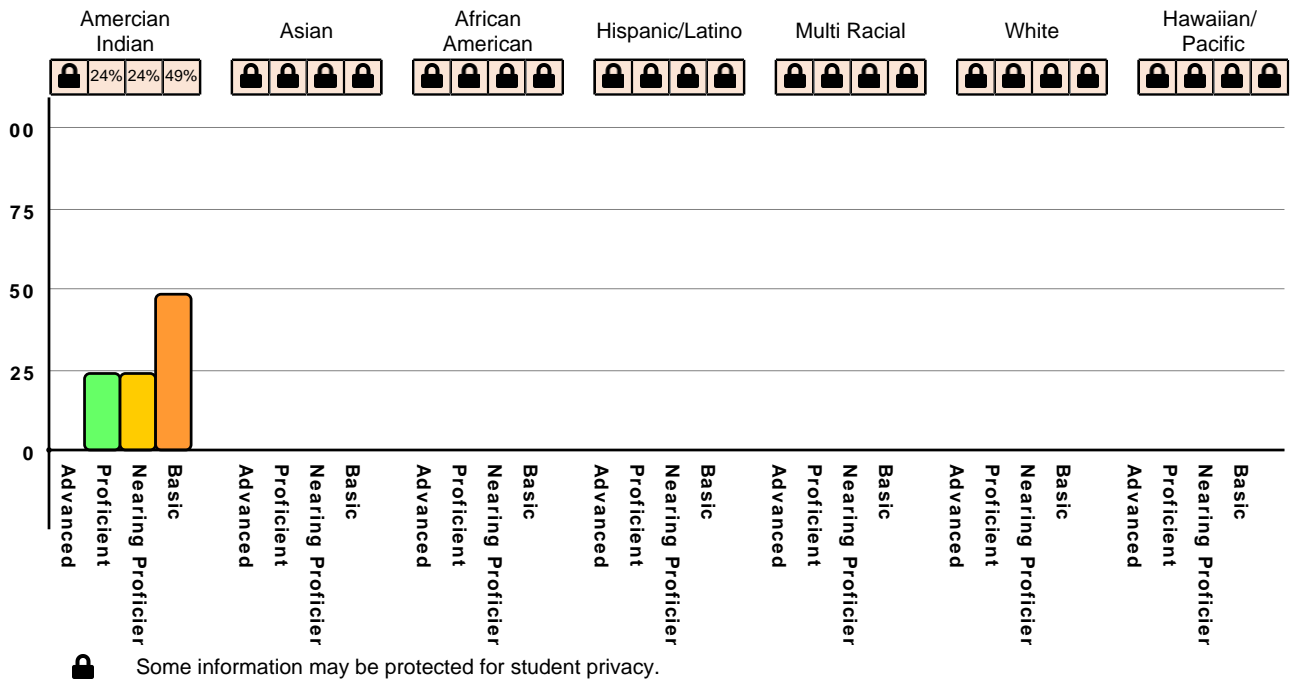 Amercian
Indian
Asian
African
American
Hispanic/Latino
Multi Racial
White
Hawaiian/
Pacific
24% 24% 49%
00
75
50
25
0
Advanced
Proficient
Nearing Proficier
Basic
Advanced
Proficient
Nearing Proficier
Basic
Advanced
Proficient
Nearing Proficier
Basic
Advanced
Proficient
Nearing Proficier
Basic
Advanced
Proficient
Nearing Proficier
Basic
Advanced
Proficient
Nearing Proficier
Basic
Advanced
Proficient
Nearing Proficier
Basic
Some information may be protected for student privacy.